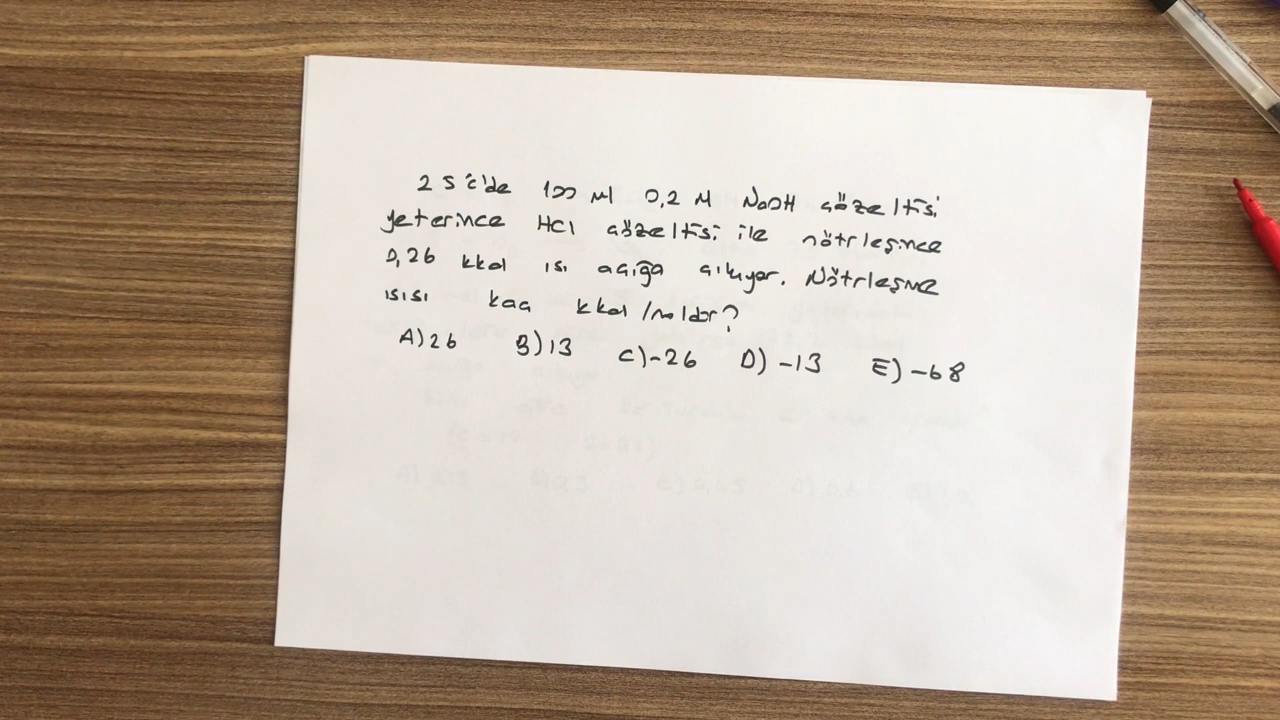 25 °C'de 100 ml 0,2 M NaOH çözeltisi
yeterince HCl çözeltisi ile nötrleşince
0,26 kkal ısı açığa çıkıyor. Nötrleşme
ısısı kaç kkal/moldür?
A) 26 B) 13 C) -26 D) -13 E) -68